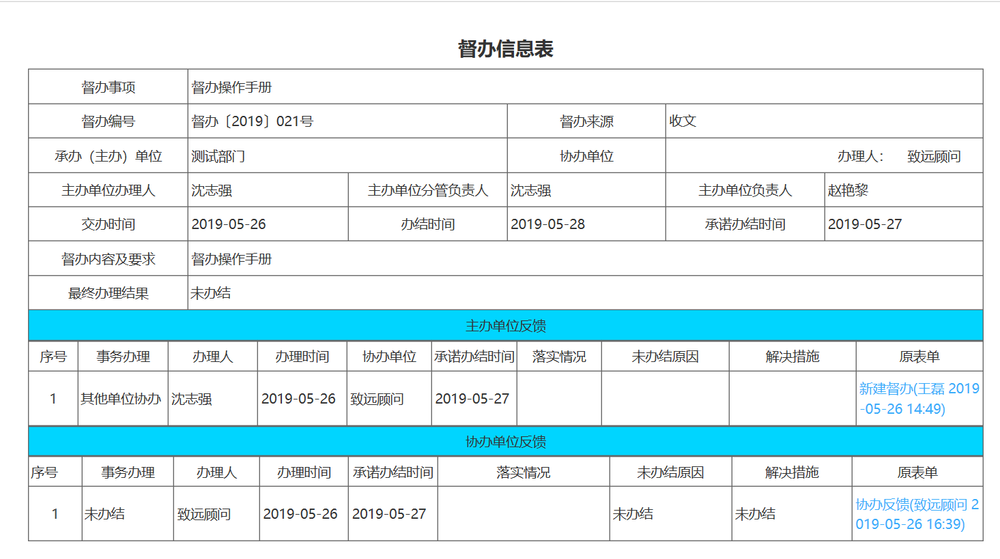 督办信息表
督办事项 督办操作手册
督办编号 督办〔2019〕021号 督办来源 收文
承办（主办）单位 测试部门 协办单位 办理人： 致远顾问
主办单位办理人 沈志强 主办单位分管负责人 沈志强 主办单位负责人 赵艳黎
交办时间 2019-05-26 办结时间 2019-05-28 承诺办结时间 2019-05-27
督办内容及要求 督办操作手册
最终办理结果 未办结
主办单位反馈
序号 事务办理 办理人 办理时间 协办单位 承诺办结时间 落实情况 未办结原因 解决措施 原表单
1 其他单位协办 沈志强 2019-05-26 致远顾问 2019-05-27 新建督办(王磊 2019
-05-26 14:49)
协办单位反馈
序号 事务办理 办理人 办理时间 承诺办结时间 落实情况 未办结原因 解决措施 原表单
1 未办结 致远顾问 2019-05-26 2019-05-27 未办结 未办结 协办反馈(致远顾问 2
019-05-26 16:39)